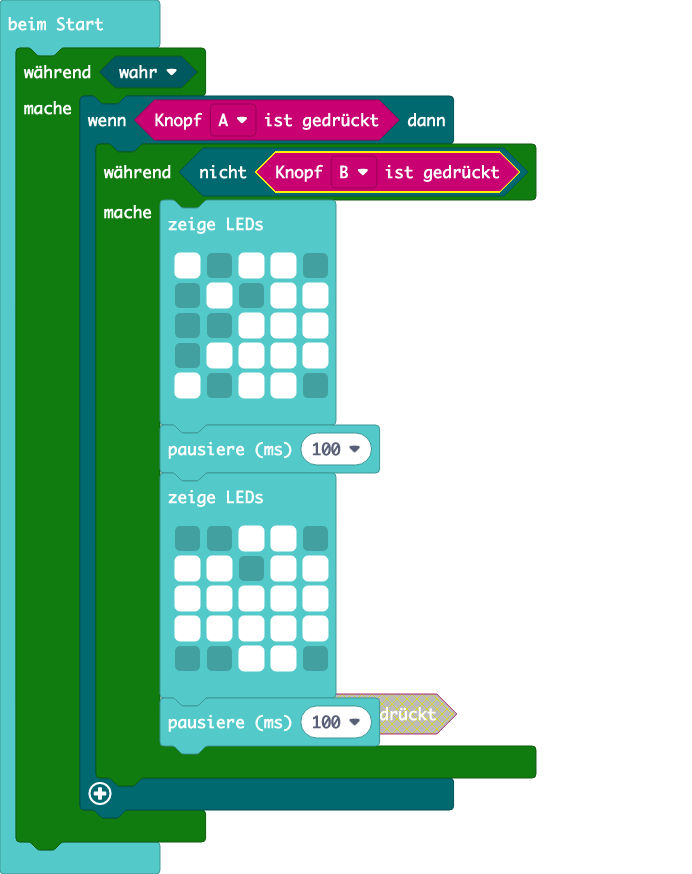 beim Start
während wahr
mache
wenn Knopf A ist gedrückt dann
während nicht Knopf B ist gedrückt
mache
zeige LEDs
pausiere (ms) 100
zeige LEDs
drückt
pausiere (ms) 100